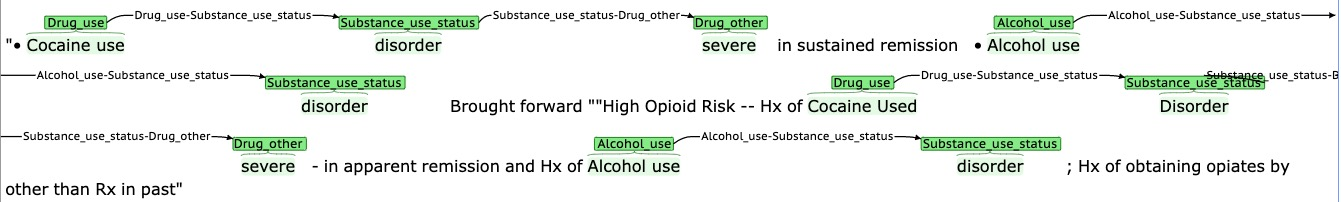 Drug_use Drug_use-Substance_use_status Substance_use_status Substance_use_status-Drug_other Drug_other Alcohol_use Alcohol_use-Substance_use_status
"• Cocaine use disorder severe in sustained remission • Alcohol use
Alcohol_use-Substance_use_status Substance_use_status Drug_use Drug_use-Substance_use_status Substance_use_status Substance_use_status-
disorder Brought forward ""High Opioid Risk -- Hx of Cocaine Used Disorder
Substance_use_status-Drug_other Drug_other Alcohol_use Alcohol_use-Substance_use_status Substance_use_status
severe - in apparent remission and Hx of Alcohol use disorder ; Hx of obtaining opiates by
other than Rx in past"